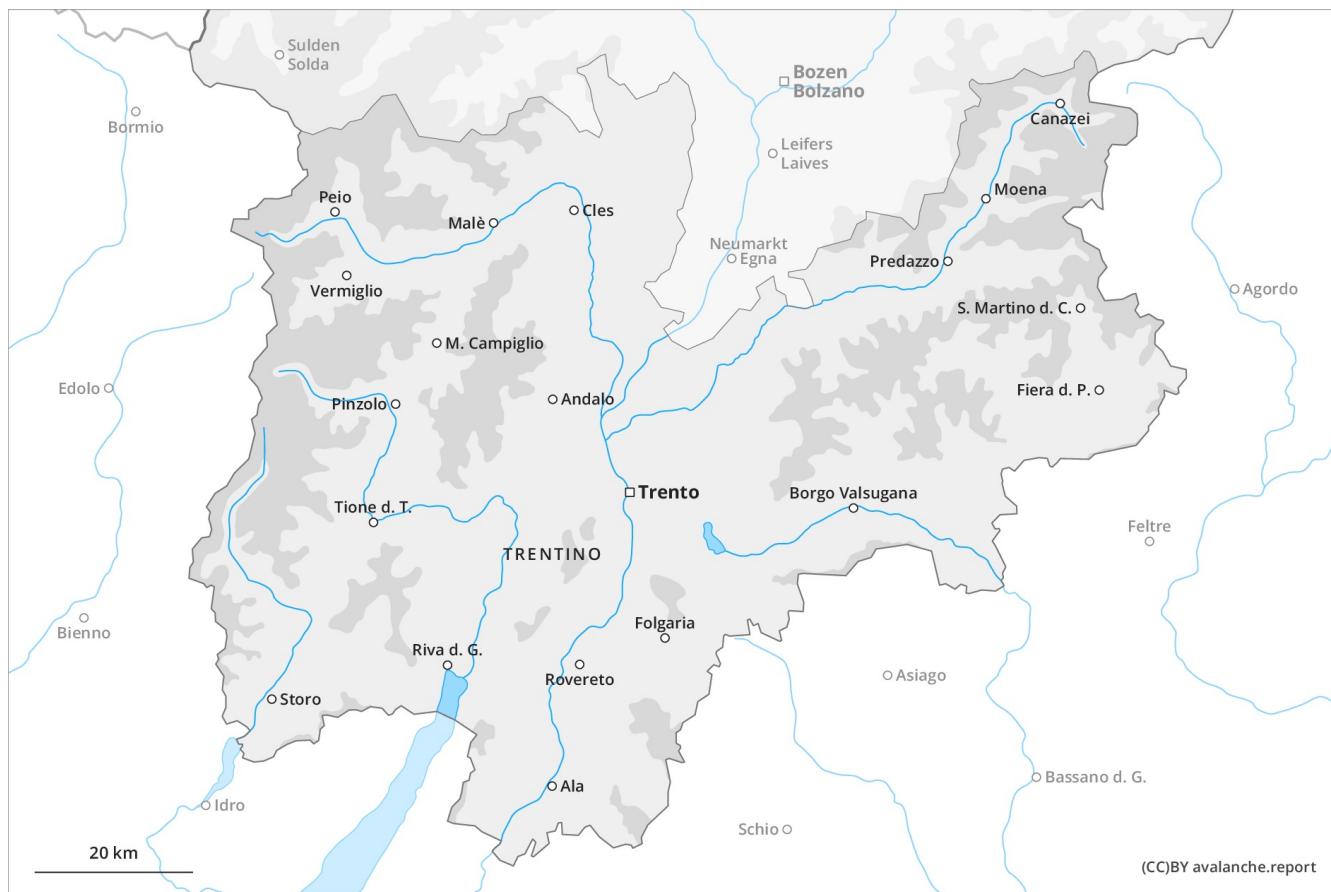 Sulden
Solda
Bozen
Bolzano
Bormio
Canazei
Leifers
Laives
Peio
Moena
Malè
Cles
Neumarkt
Egna
Predazzo
Vermiglio
Agordo
S. Martino d. C.
M. Campiglio
Edolo
Fiera d. P.
Pinzolo
Andalo
Trento
Borgo Valsugana
Tione d. T.
Feltre
TRENTINO
Bienno
Folgaria
Riva d. G.
Rovereto
Asiago
Storo
Bassano d. G.
Ala
Idro
Schio
20 km
(CC)BY avalanche.report